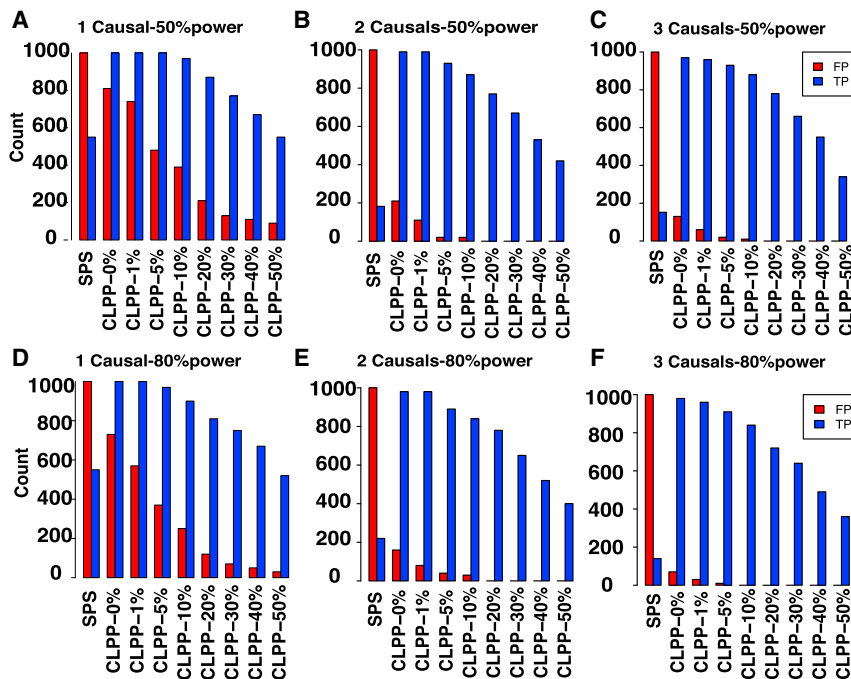 A
1 Causal-50%power
B
2 Causals-50%power
C
3 Causals-50%power
Count
1000
800
600
400
200
0
1000
800
600
400
200
0
1000
800
600
400
200
0
FP
TP
SPS
CLPP-0%
CLPP-1%
CLPP-5%
CLPP-10%
CLPP-20%
CLPP-30%
CLPP-40%
CLPP-50%
SPS
CLPP-0%
CLPP-1%
CLPP-5%
CLPP-10%
CLPP-20%
CLPP-30%
CLPP-40%
CLPP-50%
SPS
CLPP-0%
CLPP-1%
CLPP-5%
CLPP-10%
CLPP-20%
CLPP-30%
CLPP-40%
CLPP-50%
D
1 Causal-80%power
E
2 Causals-80%power
F
3 Causals-80%power
Count
1000
800
600
400
200
0
1000
800
600
400
200
0
1000
800
600
400
200
0
FP
TP
SPS
CLPP-0%
CLPP-1%
CLPP-5%
CLPP-10%
CLPP-20%
CLPP-30%
CLPP-40%
CLPP-50%
SPS
CLPP-0%
CLPP-1%
CLPP-5%
CLPP-10%
CLPP-20%
CLPP-30%
CLPP-40%
CLPP-50%
SPS
CLPP-0%
CLPP-1%
CLPP-5%
CLPP-10%
CLPP-20%
CLPP-30%
CLPP-40%
CLPP-50%